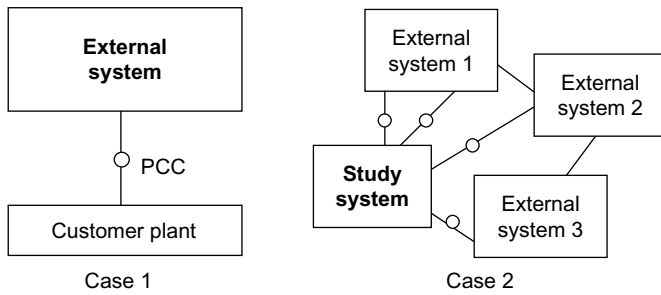 External
system
PCC
Customer plant
Case 1
External
system 1
External
system 2
Study
system
External
system 3
Case 2